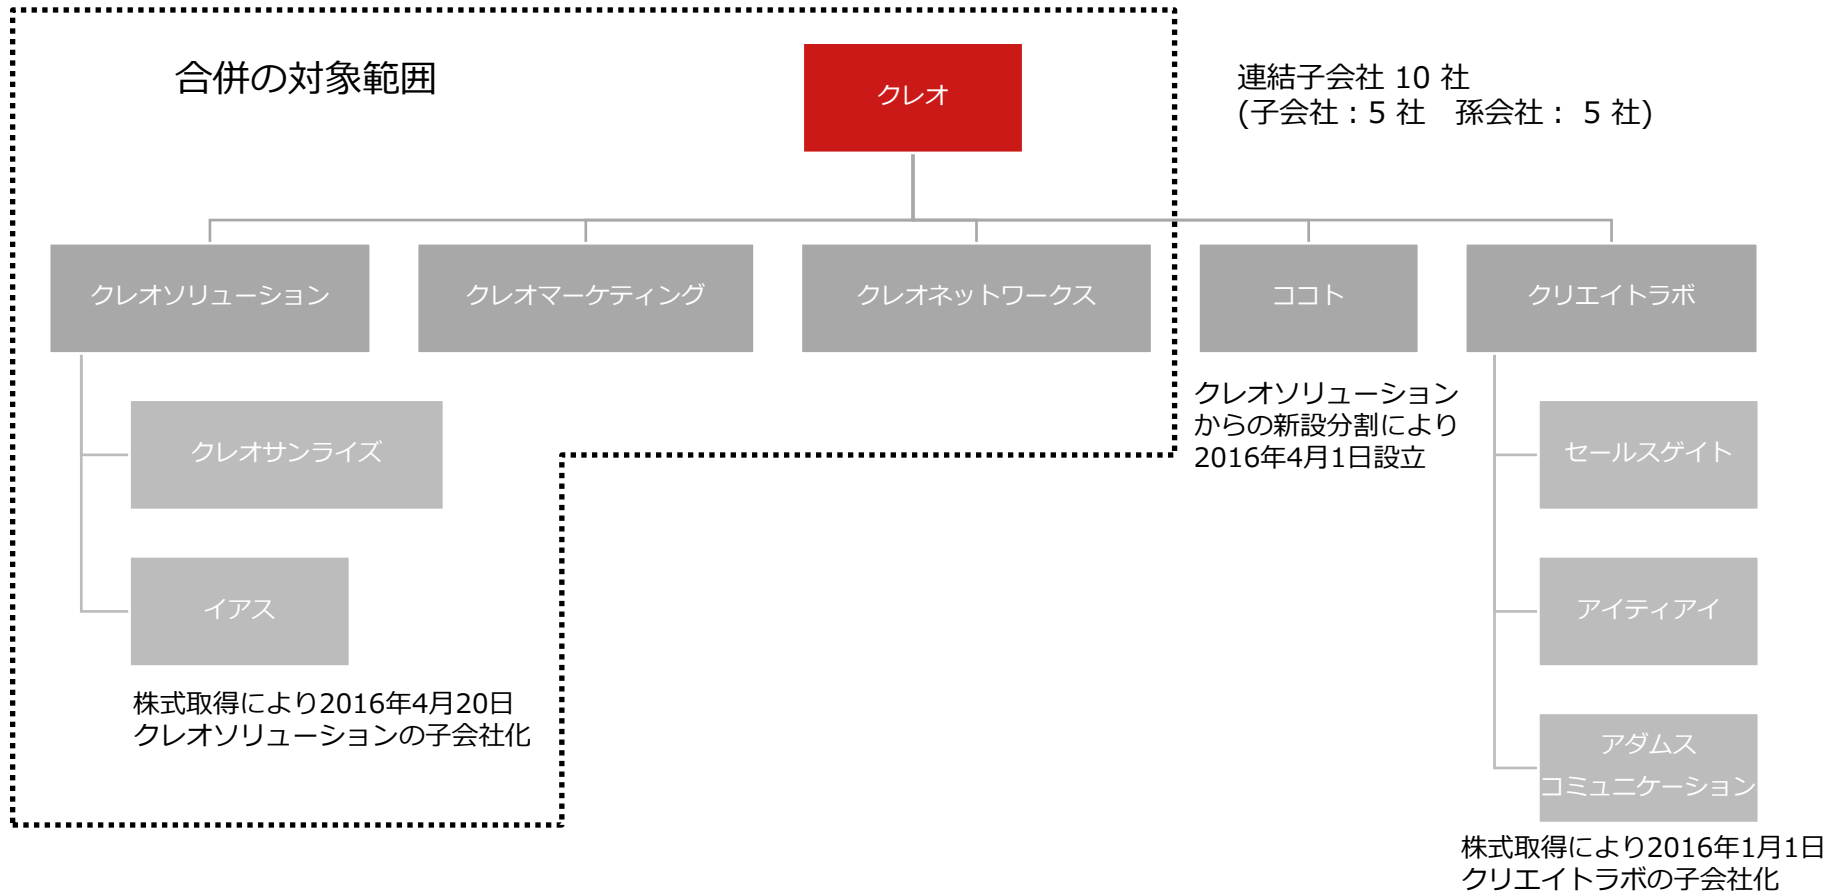 合併の対象範囲
クレオ
連結子会社 10 社
(子会社：5 社　孫会社： 5 社)
クレオソリューション
クレオマーケティング
クレオネットワークス
ココト
クリエイトラボ
クレオソリューション
からの新設分割により
2016年4月1日設立
クレオサンライズ
セールスゲイト
イアス
アイティアイ
株式取得により2016年4月20日
クレオソリューションの子会社化
アダムス
コミュニケーション
株式取得により2016年1月1日
クリエイトラボの子会社化